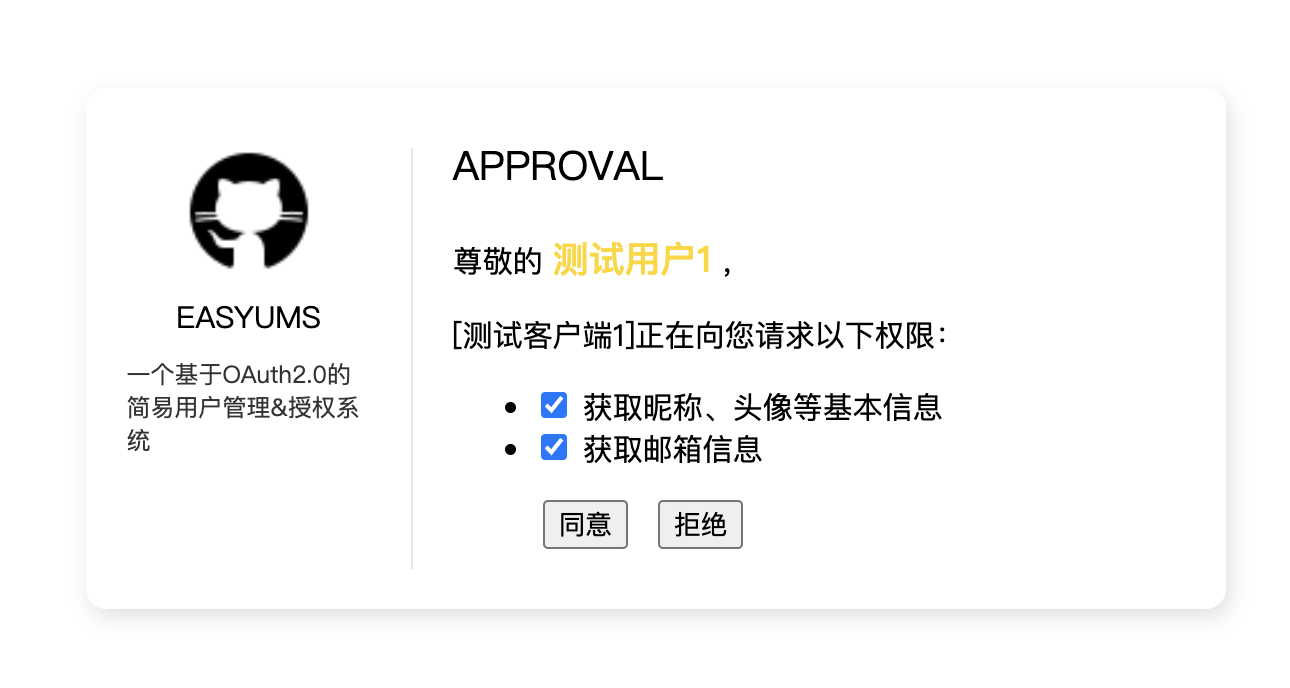 EASYUMS
一个基于OAuth2.0的
简易用户管理&授权系
统
APPROVAL
尊敬的 测试用户1 ，
[测试客户端1]正在向您请求以下权限：
获取昵称、头像等基本信息
获取邮箱信息
同意 拒绝